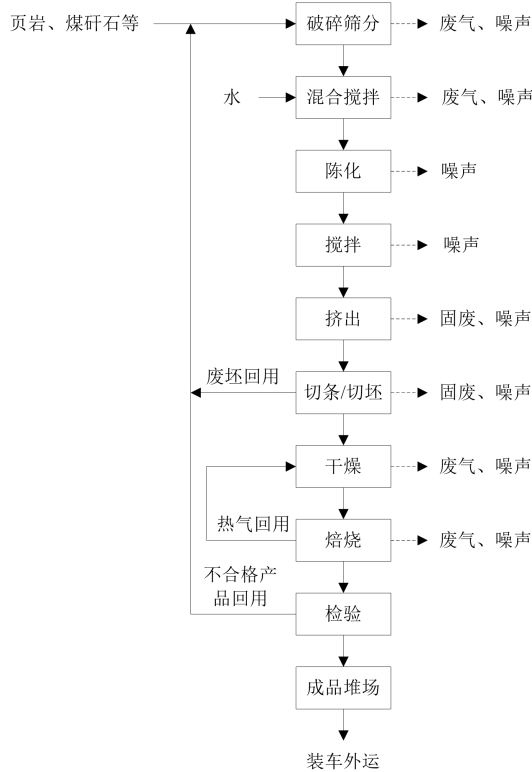 页岩、煤矸石等
破碎筛分
废气、噪声
水
混合搅拌
废气、噪声
陈化
噪声
搅拌
噪声
挤出
固废、噪声
废坯回用
切条/切坯
固废、噪声
干燥
废气、噪声
热气回用
焙烧
废气、噪声
不合格产
品回用
检验
成品堆场
装车外运